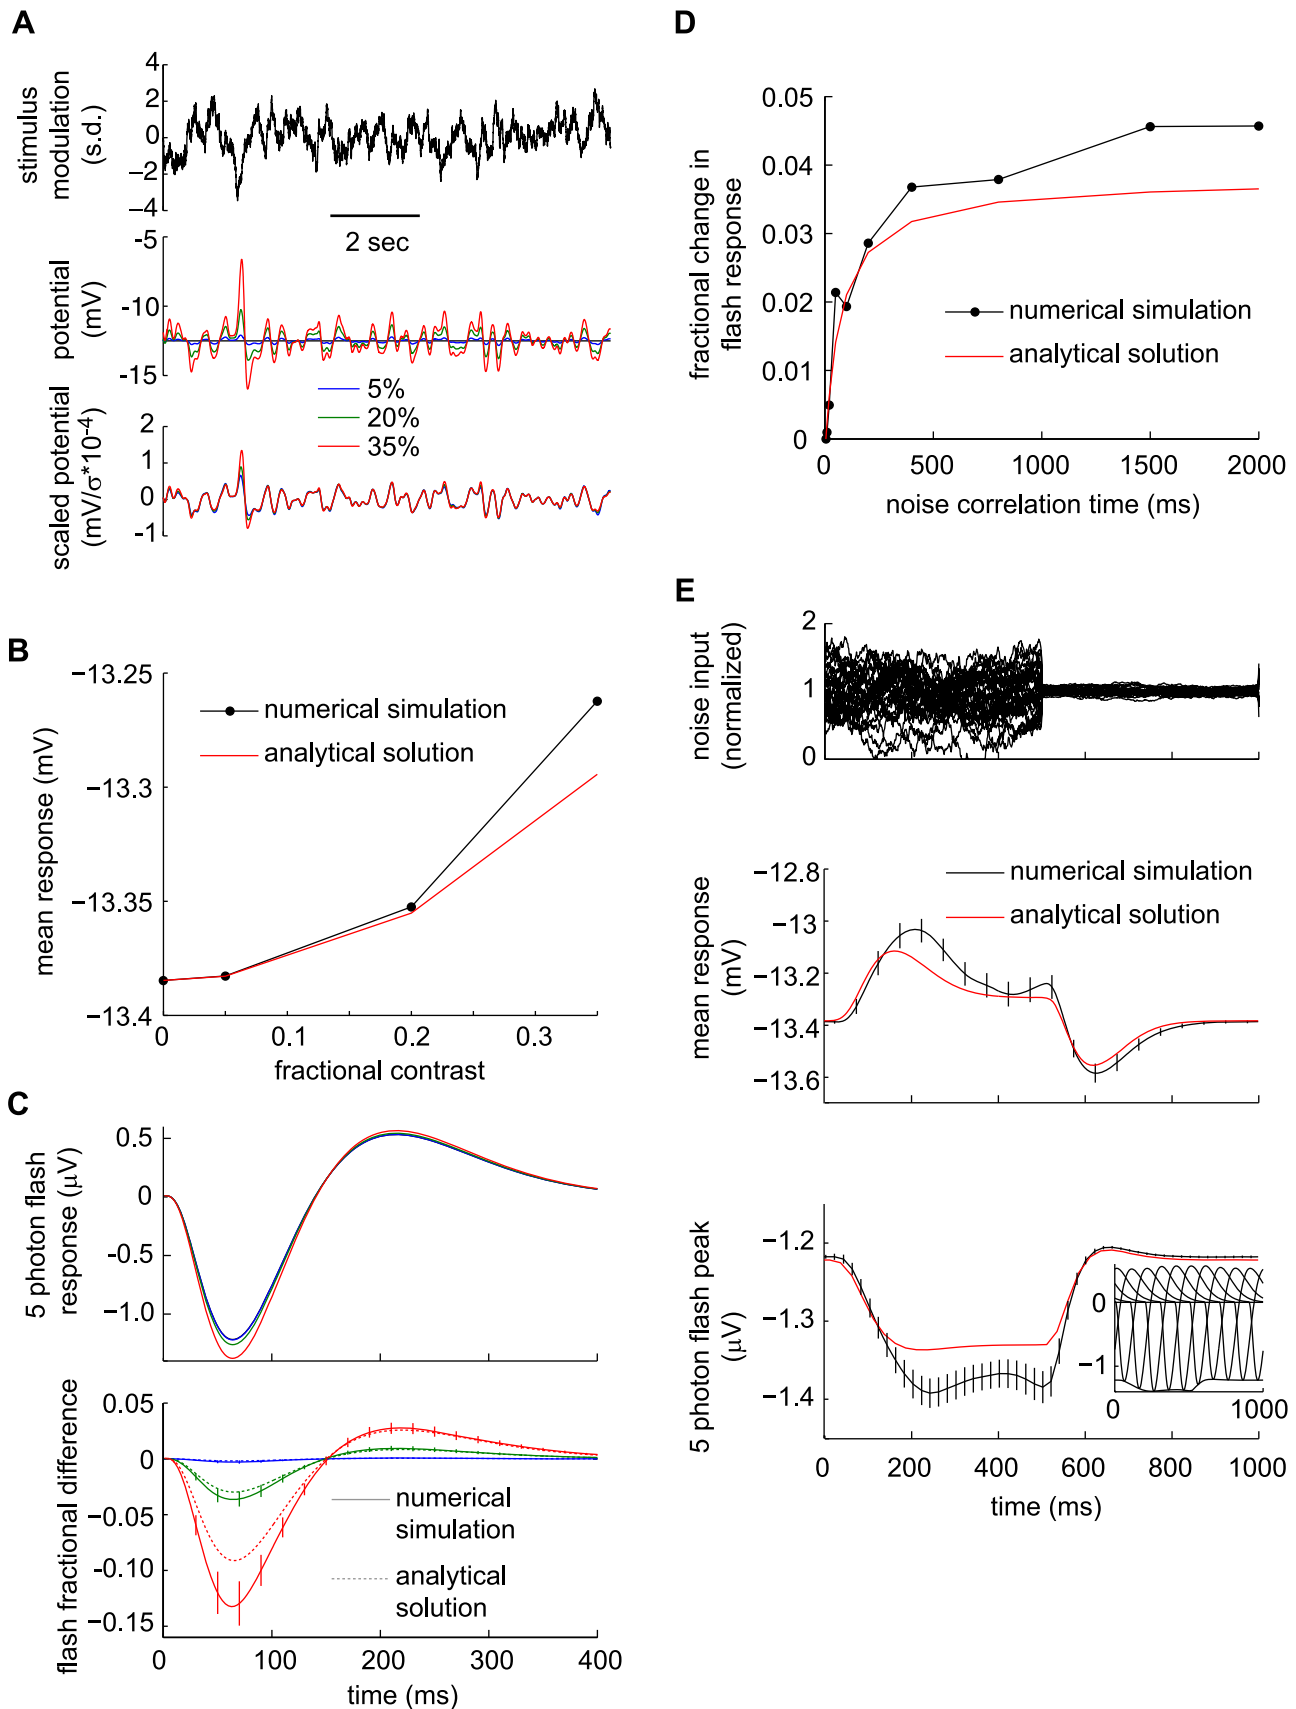 A
stimulus
modulation
(s.d.)
4
2
0
−2
−4
2 sec
potential
(mV)
-5
-10
-15
5%
20%
35%
scaled potential
(mV/σ*10-4)
2
1
0
-1
B
mean response (mV)
−13.25
−13.3
−13.35
−13.4
numerical simulation
analytical solution
0
0.1
0.2
0.3
fractional contrast
C
5 photon flash
response (μV)
0.5
0
−0.5
−1.0
0
100
200
300
400
flash fractional difference
0.05
0
−0.05
−0.10
−0.15
numerical
simulation
analytical
solution
0
100
200
300
400
time (ms)
D
fractional change in
flash response
0.05
0.04
0.03
0.02
0.01
0
numerical simulation
analytical solution
0
500
1000
1500
2000
noise correlation time (ms)
E
noise input
(normalized)
2
1
0
mean response
(mV)
−12.8
−13
−13.2
−13.4
−13.6
numerical simulation
analytical solution
5 photon flash peak
(μV)
−1.2
−1.3
−1.4
0
−1
0
1000
0
200
400
600
800
1000
time (ms)